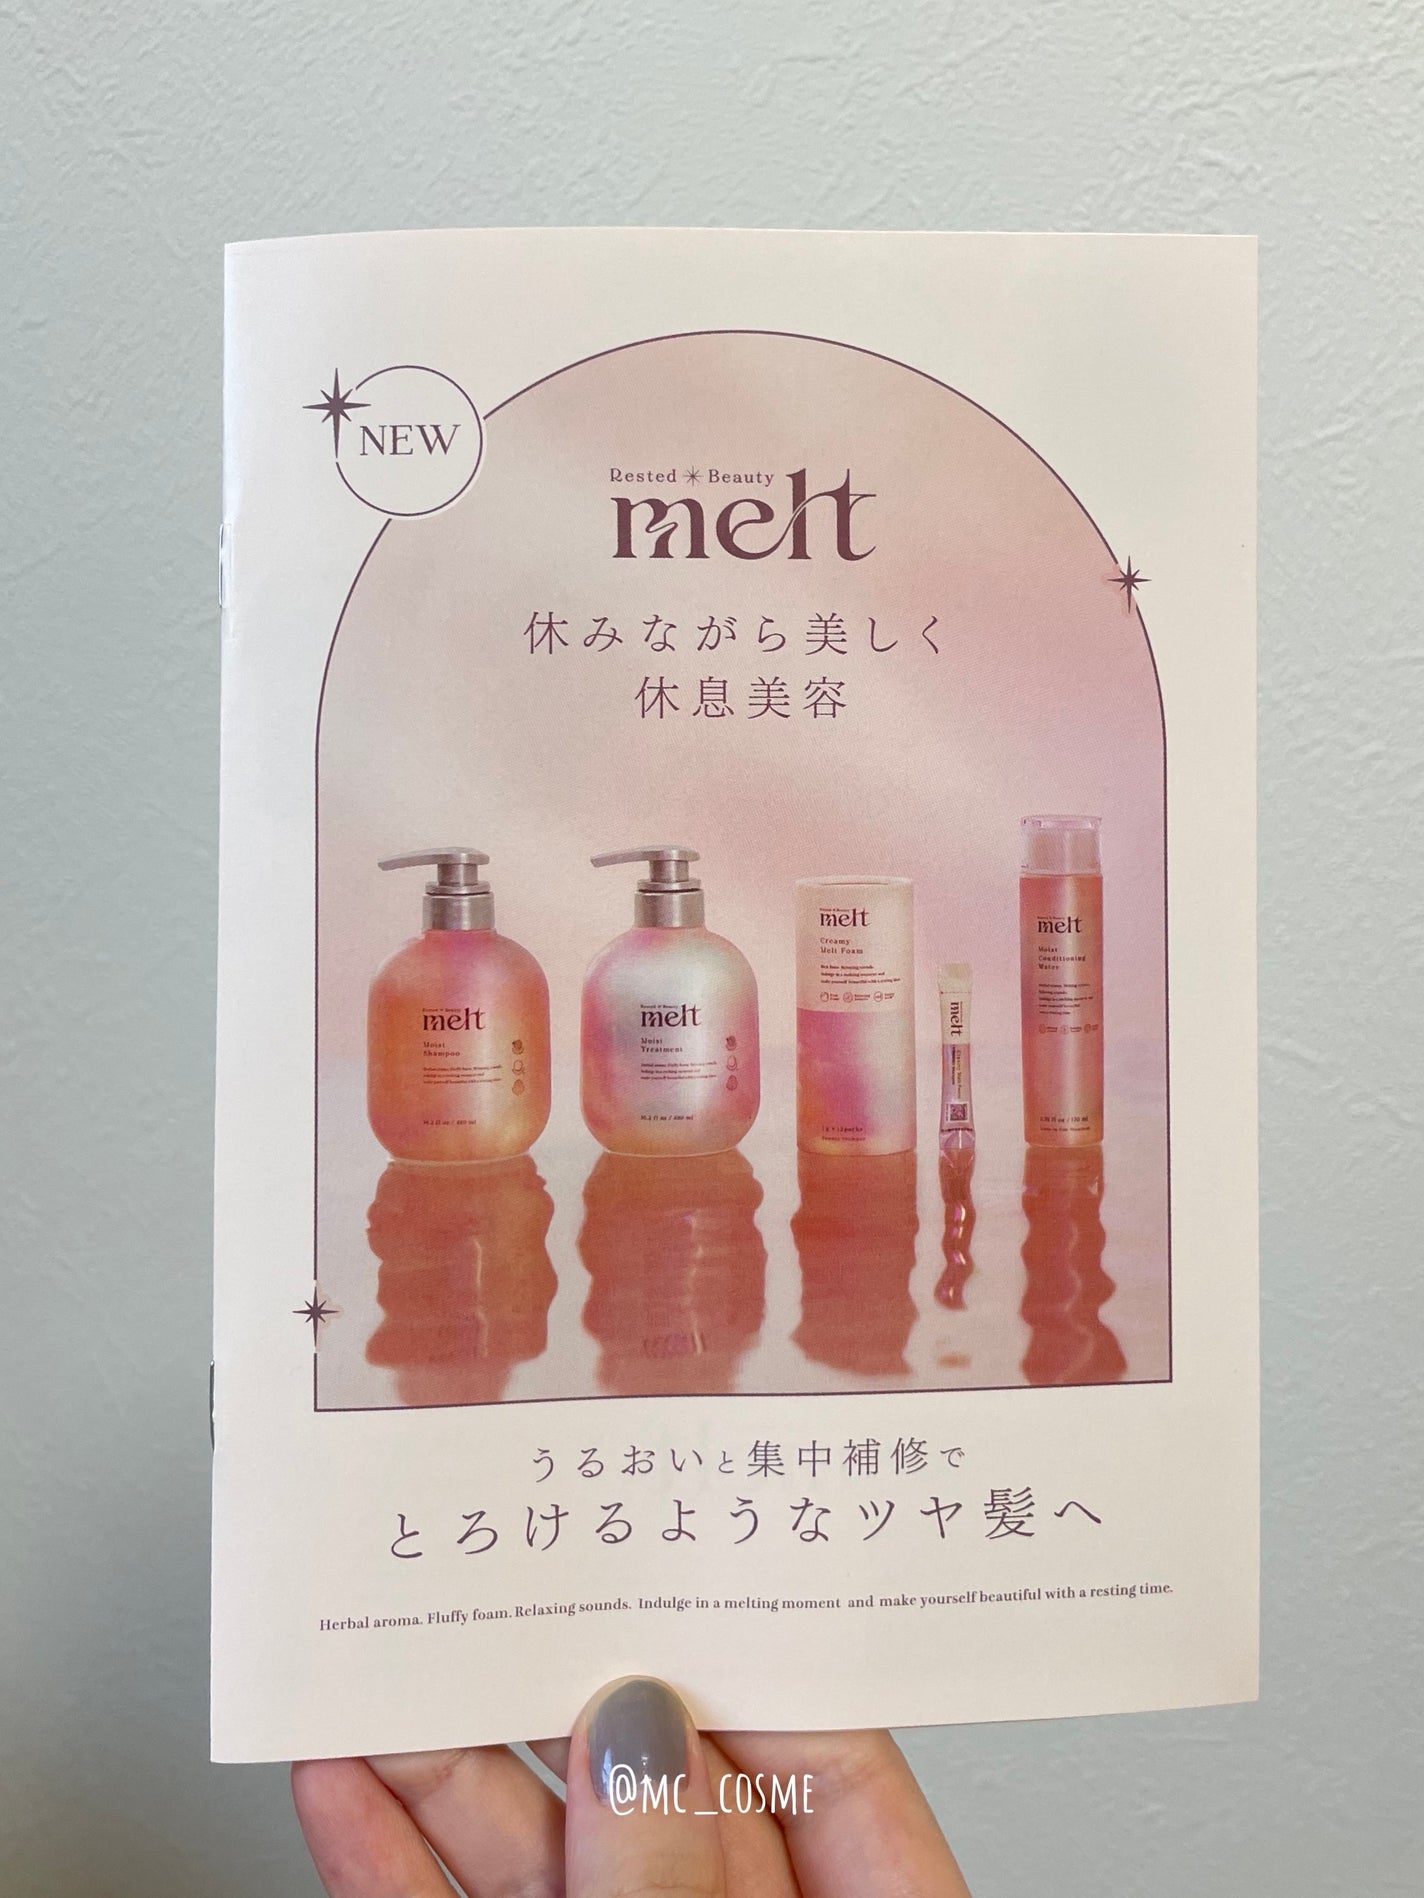 NEW
Rested Beauty
melt
休みながら美しく
休息美容
melt
Moist
Shampoo
melt
Moist
Treatment
melt
Creamy
Melt Foam
melt
melt
Moist
Conditioning
Water
うるおいと集中補修で
とろけるようなツヤ髪へ
Herbal aroma. Fluffy foam. Relaxing sounds. Indulge in a melting moment and make yourself beautiful with a resting time.
@mc_cosme